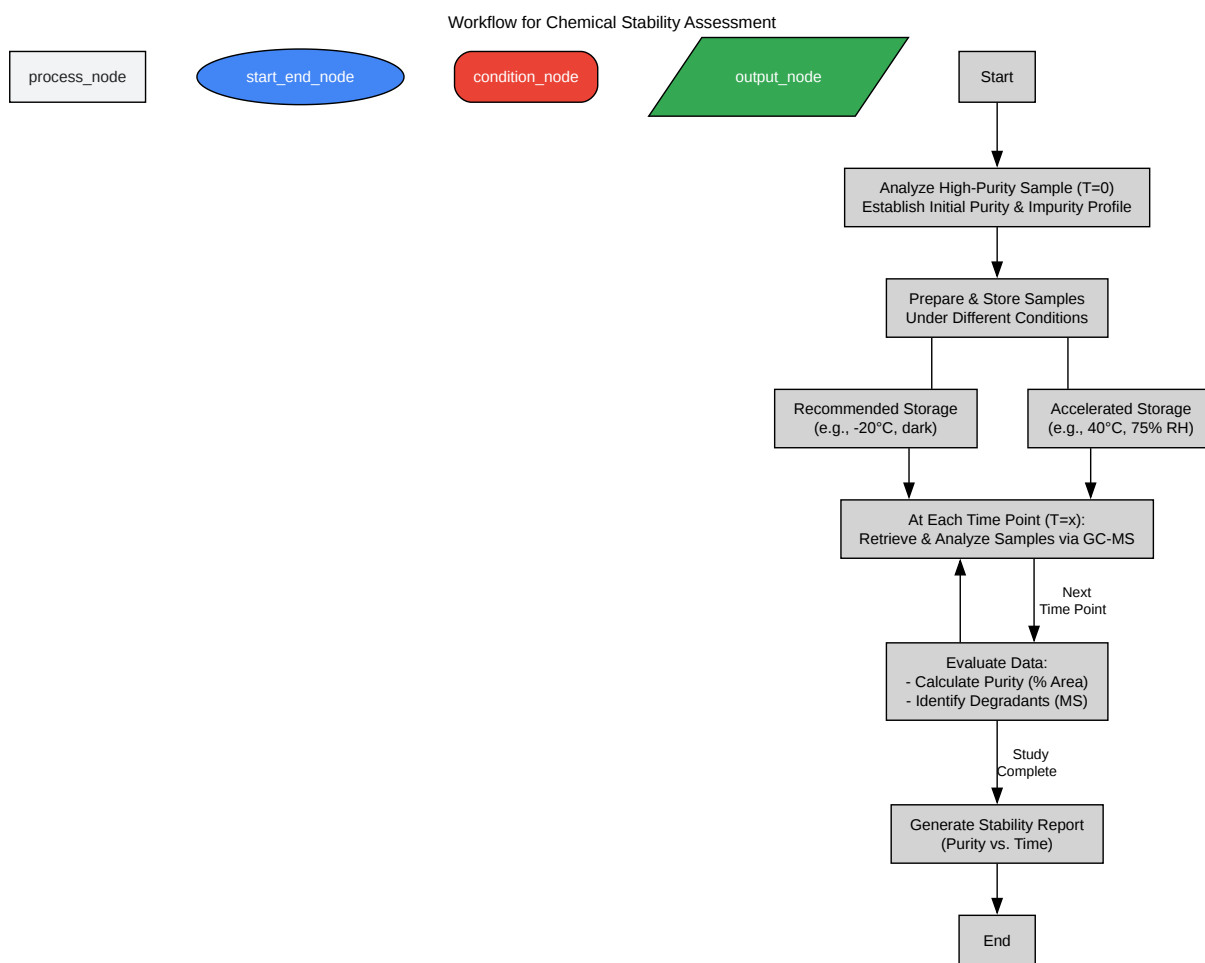 Workflow for Chemical Stability Assessment
process_node
start_end_node
condition_node
output_node
Start
Analyze High-Purity Sample (T=0)
Establish Initial Purity & Impurity Profile
Prepare & Store Samples
Under Different Conditions
Recommended Storage
(e.g., -20°C, dark)
Accelerated Storage
(e.g., 40°C, 75% RH)
At Each Time Point (T=x):
Retrieve & Analyze Samples via GC-MS
Next
Time Point
Evaluate Data:
- Calculate Purity (% Area)
- Identify Degradants (MS)
Study
Complete
Generate Stability Report
(Purity vs. Time)
End